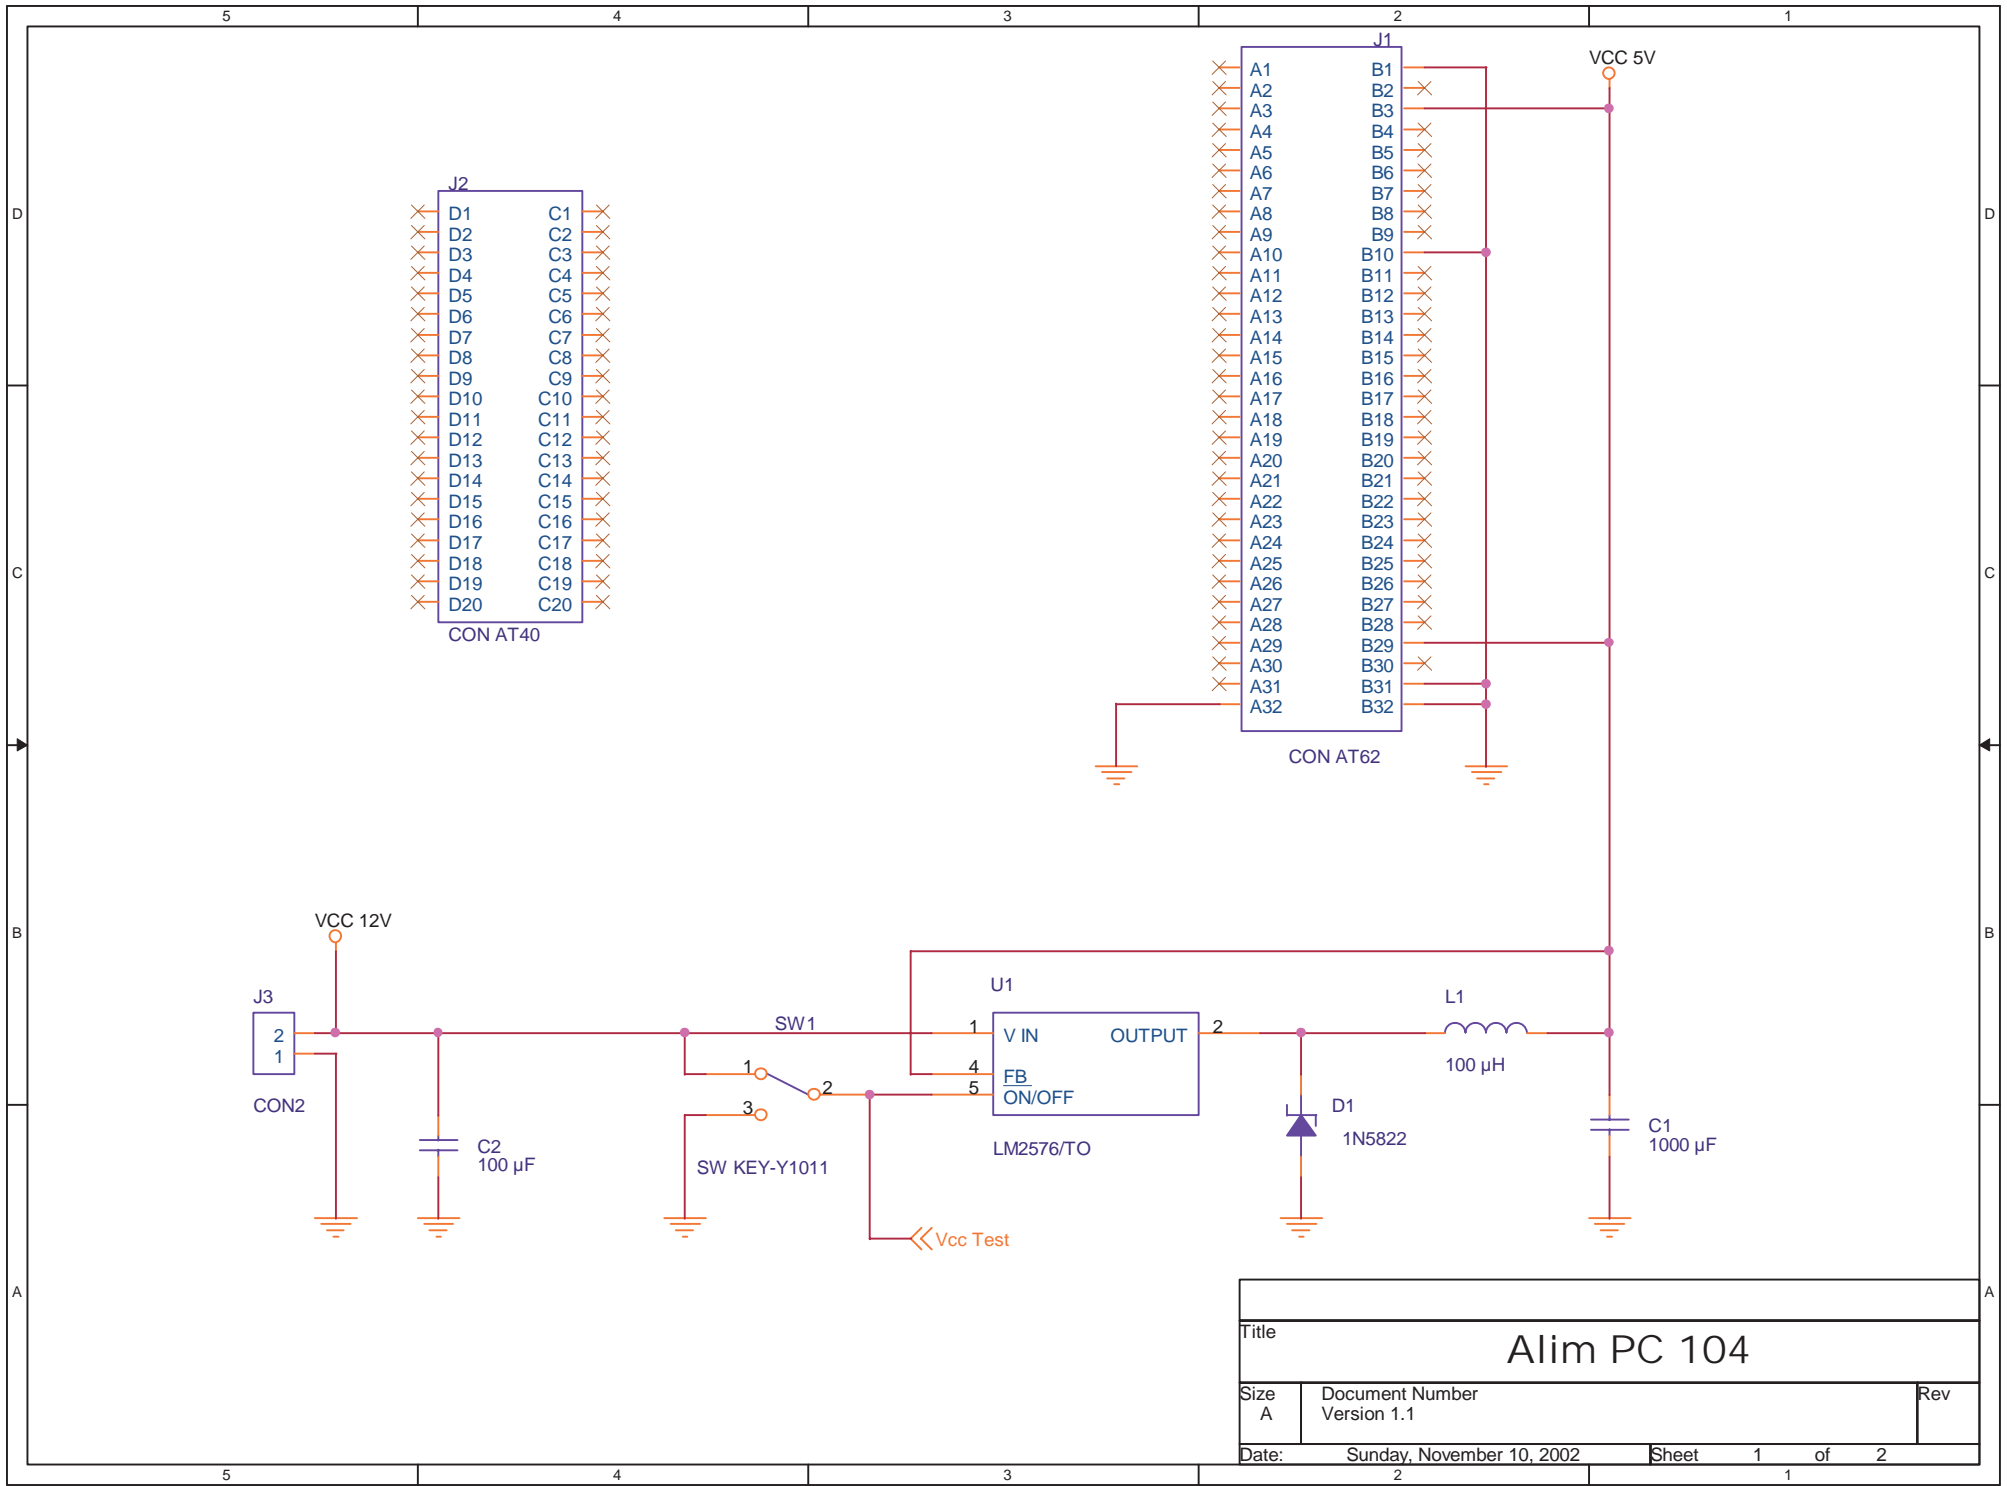 5 4 3 2 1
J1
VCC 5V
A1 B1
A2 B2
A3 B3
A4 B4
A5 B5
A6 B6
A7 B7
A8 B8
A9 B9
A10 B10
A11 B11
A12 B12
A13 B13
A14 B14
A15 B15
A16 B16
A17 B17
A18 B18
A19 B19
A20 B20
A21 B21
A22 B22
A23 B23
A24 B24
A25 B25
A26 B26
A27 B27
A28 B28
A29 B29
A30 B30
A31 B31
A32 B32
CON AT62
J2
D1 C1
D2 C2
D3 C3
D4 C4
D5 C5
D6 C6
D7 C7
D8 C8
D9 C9
D10 C10
D11 C11
D12 C12
D13 C13
D14 C14
D15 C15
D16 C16
D17 C17
D18 C18
D19 C19
D20 C20
CON AT40
D D
C C
B B
A A
VCC 12V
J3
2
1
CON2
C2
100 µF
SW1
1
2
3
SW KEY-Y1011
Vcc Test
U1
1 V IN OUTPUT 2
4 FB
5 ON/OFF
LM2576/TO
L1
100 µH
D1
1N5822
C1
1000 µF
Title
Alim PC 104
Size Document Number Rev
A Version 1.1
Date: Sunday, November 10, 2002 Sheet 1 of 2
5 4 3 2 1